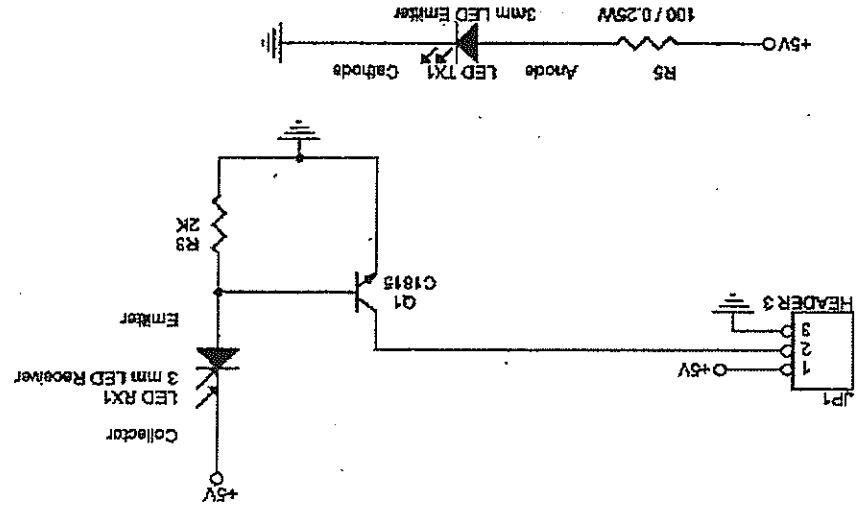 +5V
Collector
JP1
1
+5V
2
3
HEADER 3
LED RX1
3 mm LED Receiver
Emitter
Q1
C1815
R3
2K
+5V
R5
Anode
LED TX1
Cathode
100 / 0.25W
3mm LED Emitter